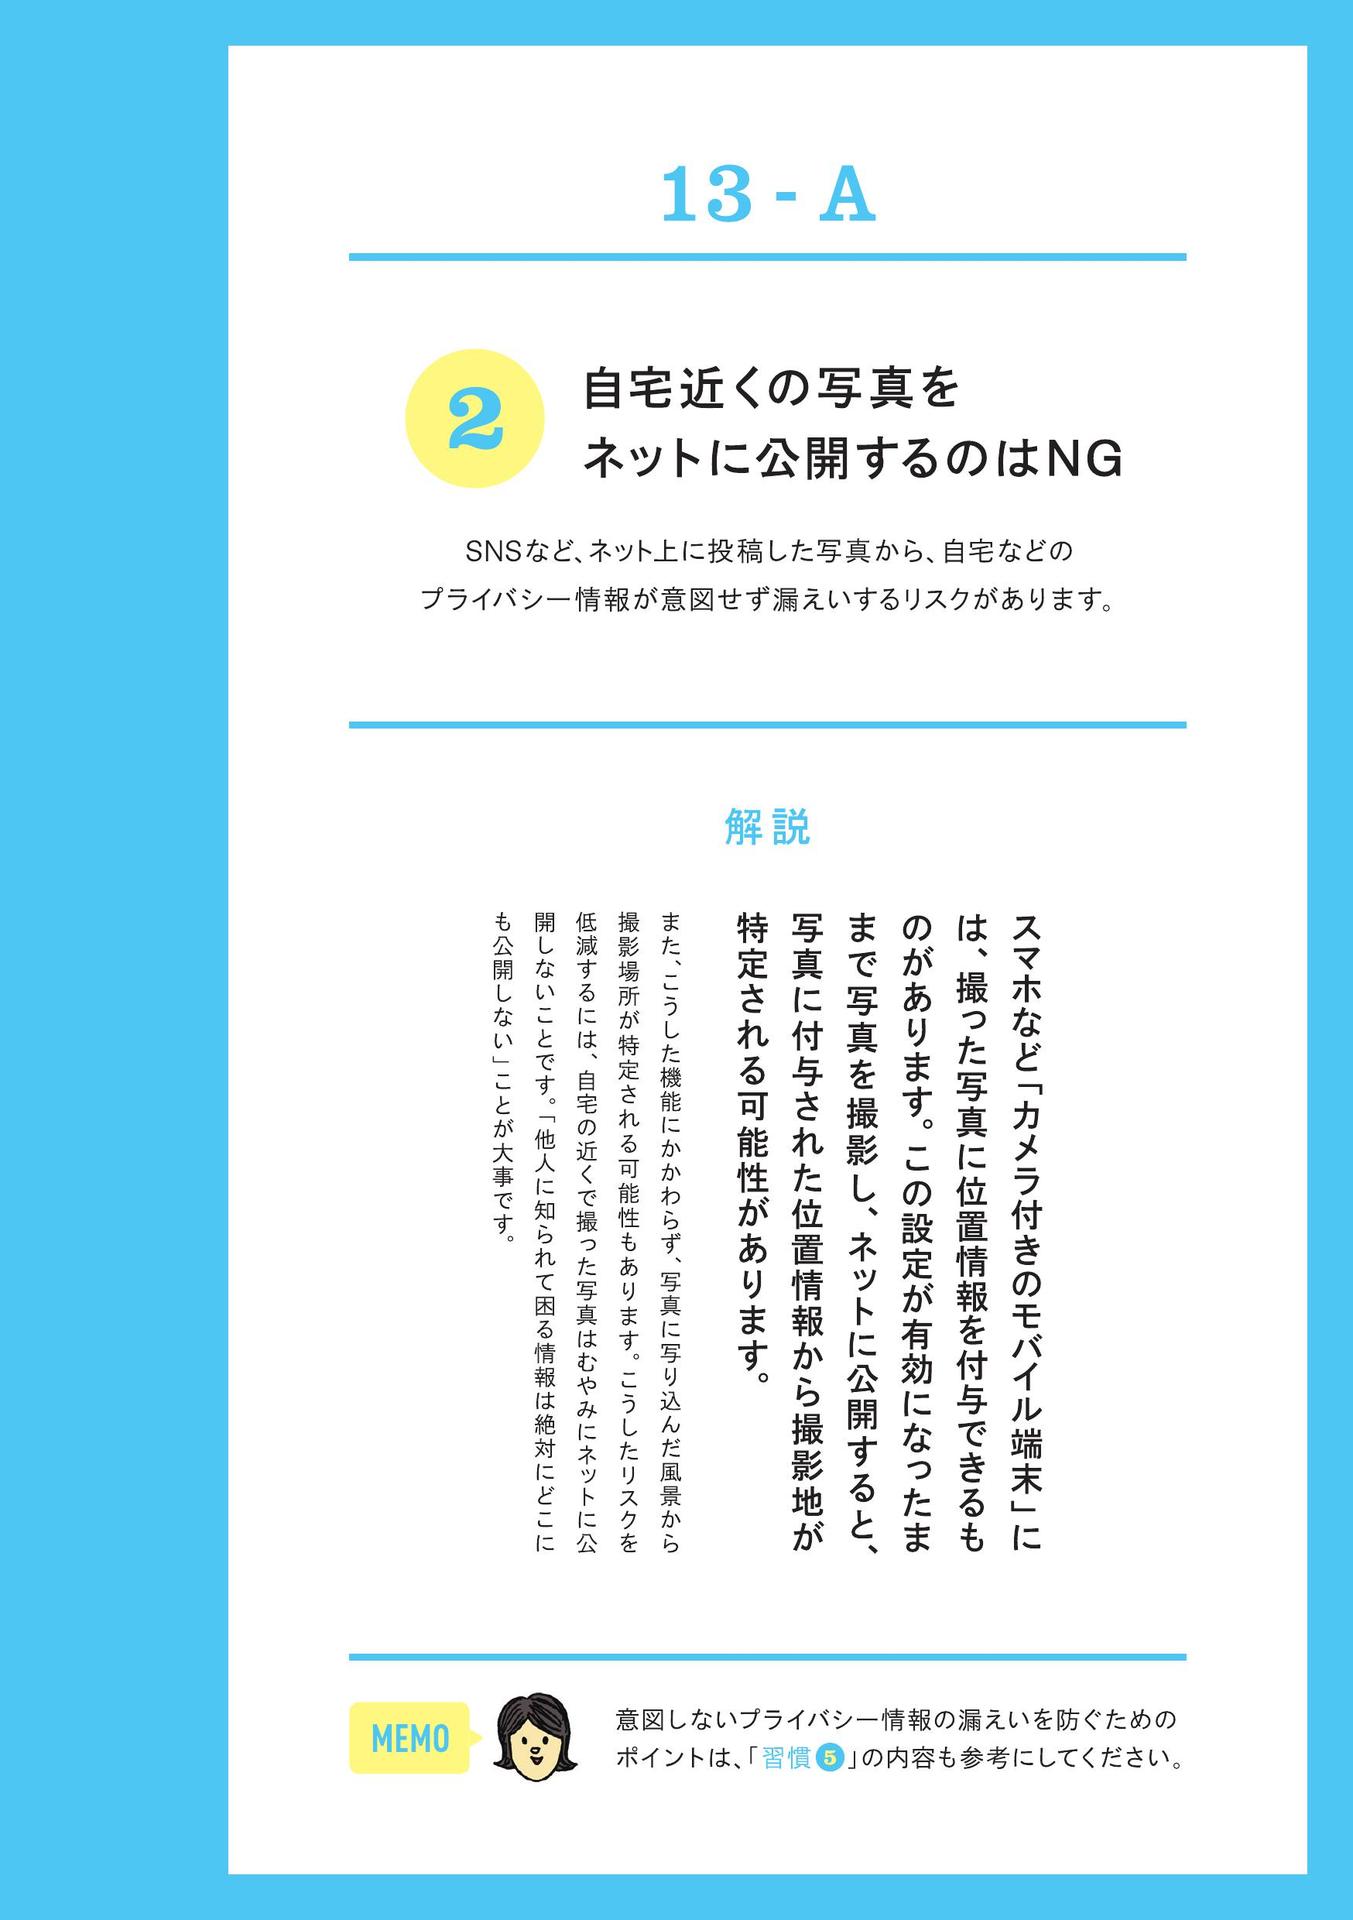 13 - A
2
自宅近くの写真を
ネットに公開するのはNG
SNSなど、ネット上に投稿した写真から、自宅などの
プライバシー情報が意図せず漏えいするリスクがあります。
解説
スマホなど「カメラ付きのモバイル端末」に
は、撮った写真に位置情報を付与できるも
のがあります。この設定が有効になったま
まで写真を撮影し、ネットに公開すると、
写真に付与された位置情報から撮影地が
特定される可能性があります。
また、こうした機能にかかわらず、写真に写り込んだ風景から
撮影場所が特定される可能性もあります。こうしたリスクを
低減するには、自宅の近くで撮った写真はむやみにネットに公
開しないことです。「他人に知られて困る情報は絶対にどこに
も公開しない」ことが大事です。
MEMO
意図しないプライバシー情報の漏えいを防ぐための
ポイントは、「習慣5」の内容も参考にしてください。